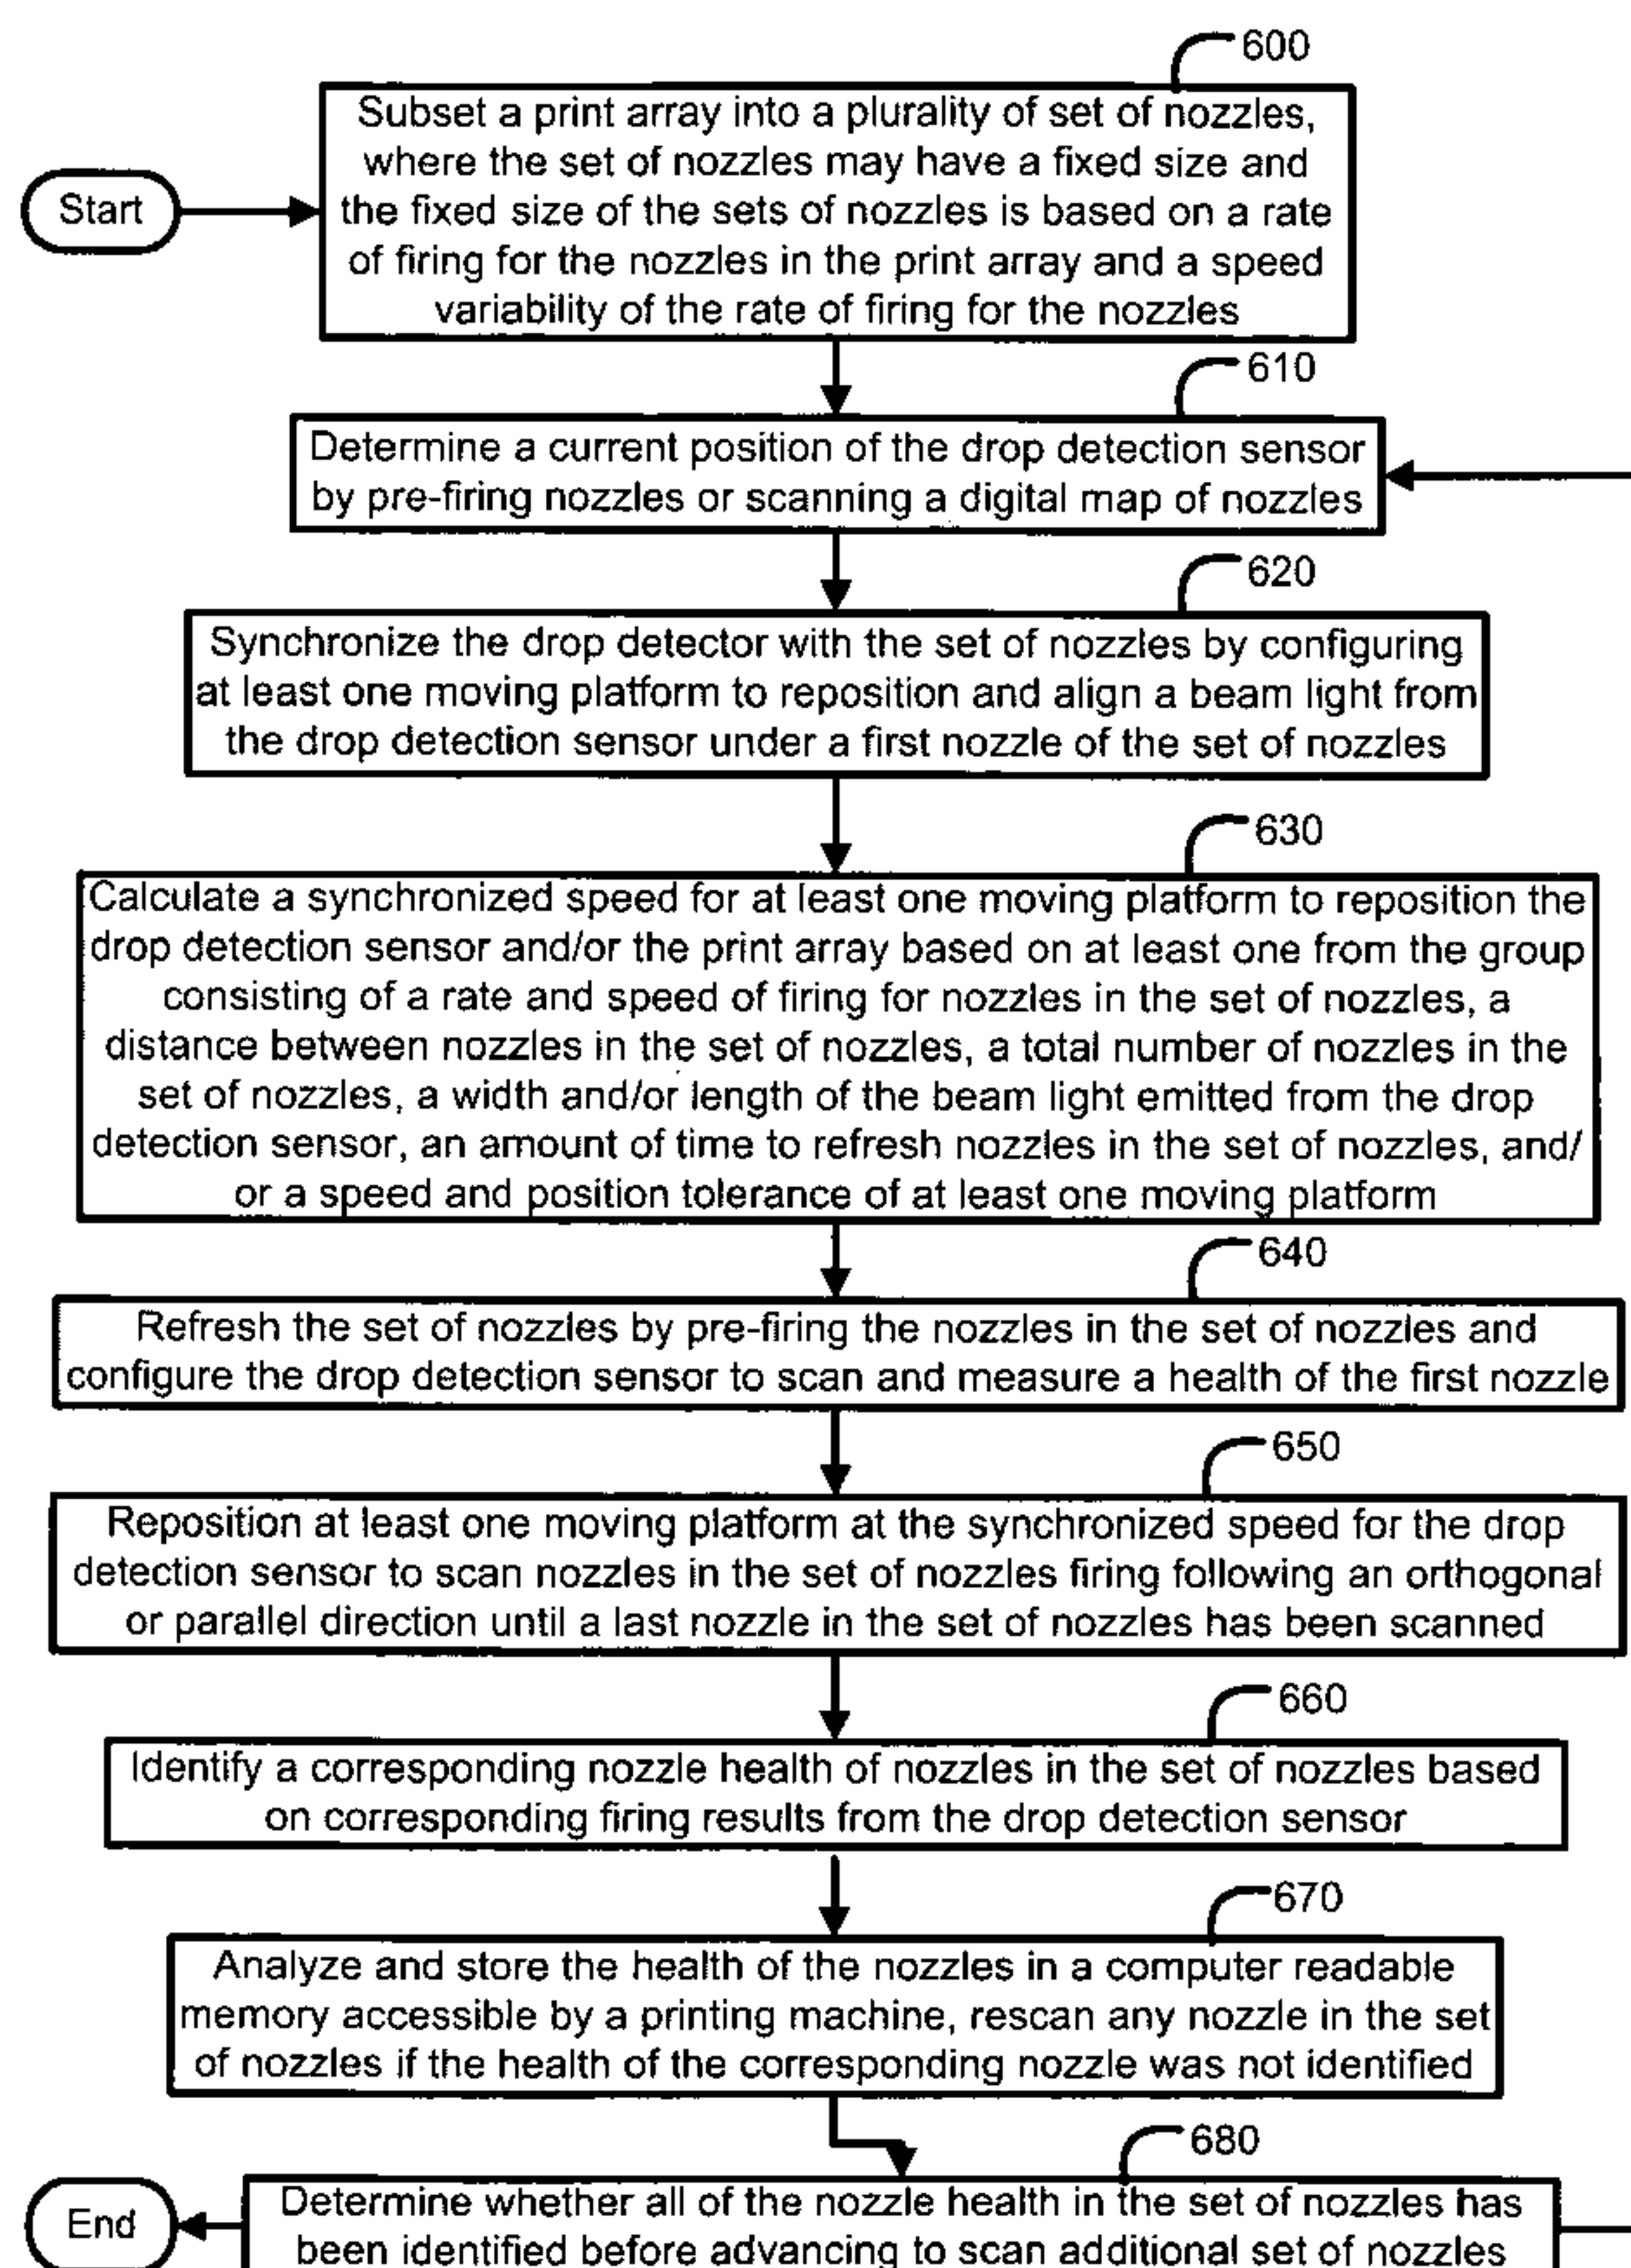 600
Subset a print array into a plurality of set of nozzles,
where the set of nozzles may have a fixed size and
the fixed size of the sets of nozzles is based on a rate
of firing for the nozzles in the print array and a speed
variability of the rate of firing for the nozzles
Start
610
Determine a current position of the drop detection sensor
by pre-firing nozzles or scanning a digital map of nozzles
620
Synchronize the drop detector with the set of nozzles by configuring
at least one moving platform to reposition and align a beam light from
the drop detection sensor under a first nozzle of the set of nozzles
630
Calculate a synchronized speed for at least one moving platform to reposition the
drop detection sensor and/or the print array based on at least one from the group
consisting of a rate and speed of firing for nozzles in the set of nozzles, a
distance between nozzles in the set of nozzles, a total number of nozzles in the
set of nozzles, a width and/or length of the beam light emitted from the drop
detection sensor, an amount of time to refresh nozzles in the set of nozzles, and/
or a speed and position tolerance of at least one moving platform
640
Refresh the set of nozzles by pre-firing the nozzles in the set of nozzles and
configure the drop detection sensor to scan and measure a health of the first nozzle
650
Reposition at least one moving platform at the synchronized speed for the drop
detection sensor to scan nozzles in the set of nozzles firing following an orthogonal
or parallel direction until a last nozzle in the set of nozzles has been scanned
660
Identify a corresponding nozzle health of nozzles in the set of nozzles based
on corresponding firing results from the drop detection sensor
670
Analyze and store the health of the nozzles in a computer readable
memory accessible by a printing machine, rescan any nozzle in the set
of nozzles if the health of the corresponding nozzle was not identified
680
Determine whether all of the nozzle health in the set of nozzles has
been identified before advancing to scan additional set of nozzles
End